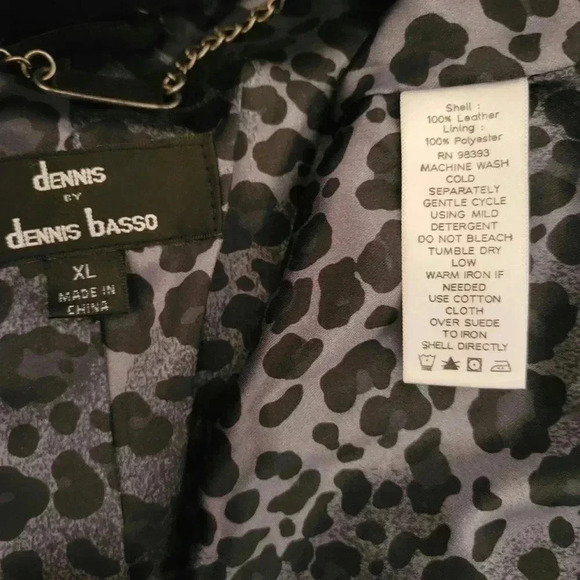 dENNIS
BY
dENNIS bASSO
XL
MADE IN
CHINA
Shell :
100% Leather
Lining :
100% Polyester
RN 98393
MACHINE WASH
COLD
SEPARATELY
GENTLE CYCLE
USING MILD
DETERGENT
DO NOT BLEACH
TUMBLE DRY
LOW
WARM IRON IF
NEEDED
USE COTTON
CLOTH
OVER SUEDE
TO IRON
SHELL DIRECTLY